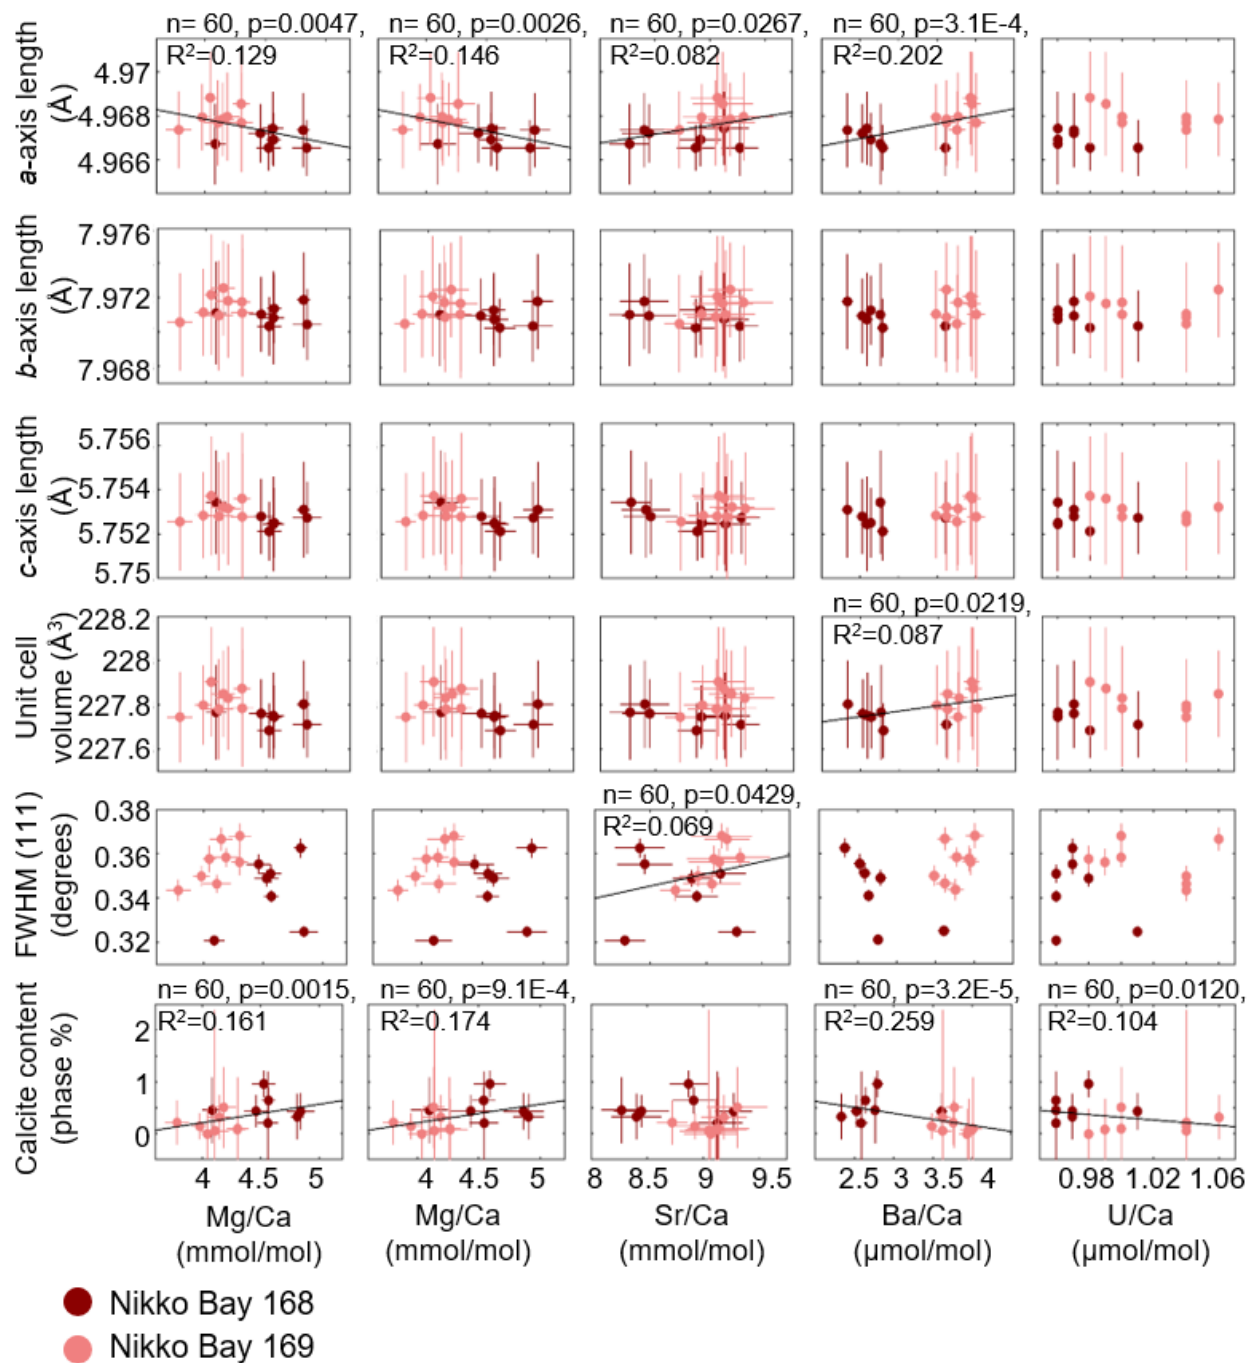 n= 60, p=0.0047,
R²=0.129
n= 60, p=0.0026,
R²=0.146
n= 60, p=0.0267,
R²=0.082
n= 60, p=3.1E-4,
R²=0.202
a-axis length
(Å)
4.97
4.968
4.966
b-axis length
(Å)
7.976
7.972
7.968
c-axis length
(Å)
5.756
5.754
5.752
5.75
n= 60, p=0.0219,
R²=0.087
Unit cell
volume (Å³)
228.2
228
227.8
227.6
n= 60, p=0.0429,
R²=0.069
FWHM (111)
(degrees)
0.38
0.36
0.34
0.32
n= 60, p=0.0015,
R²=0.161
n= 60, p=9.1E-4,
R²=0.174
n= 60, p=3.2E-5,
R²=0.259
n= 60, p=0.0120,
R²=0.104
Calcite content
(phase %)
2
1
0
4 4.5 5
4 4.5 5
8 8.5 9 9.5
2.5 3 3.5 4
0.98 1.02 1.06
Mg/Ca
(mmol/mol)
Mg/Ca
(mmol/mol)
Sr/Ca
(mmol/mol)
Ba/Ca
(µmol/mol)
U/Ca
(µmol/mol)
Nikko Bay 168
Nikko Bay 169